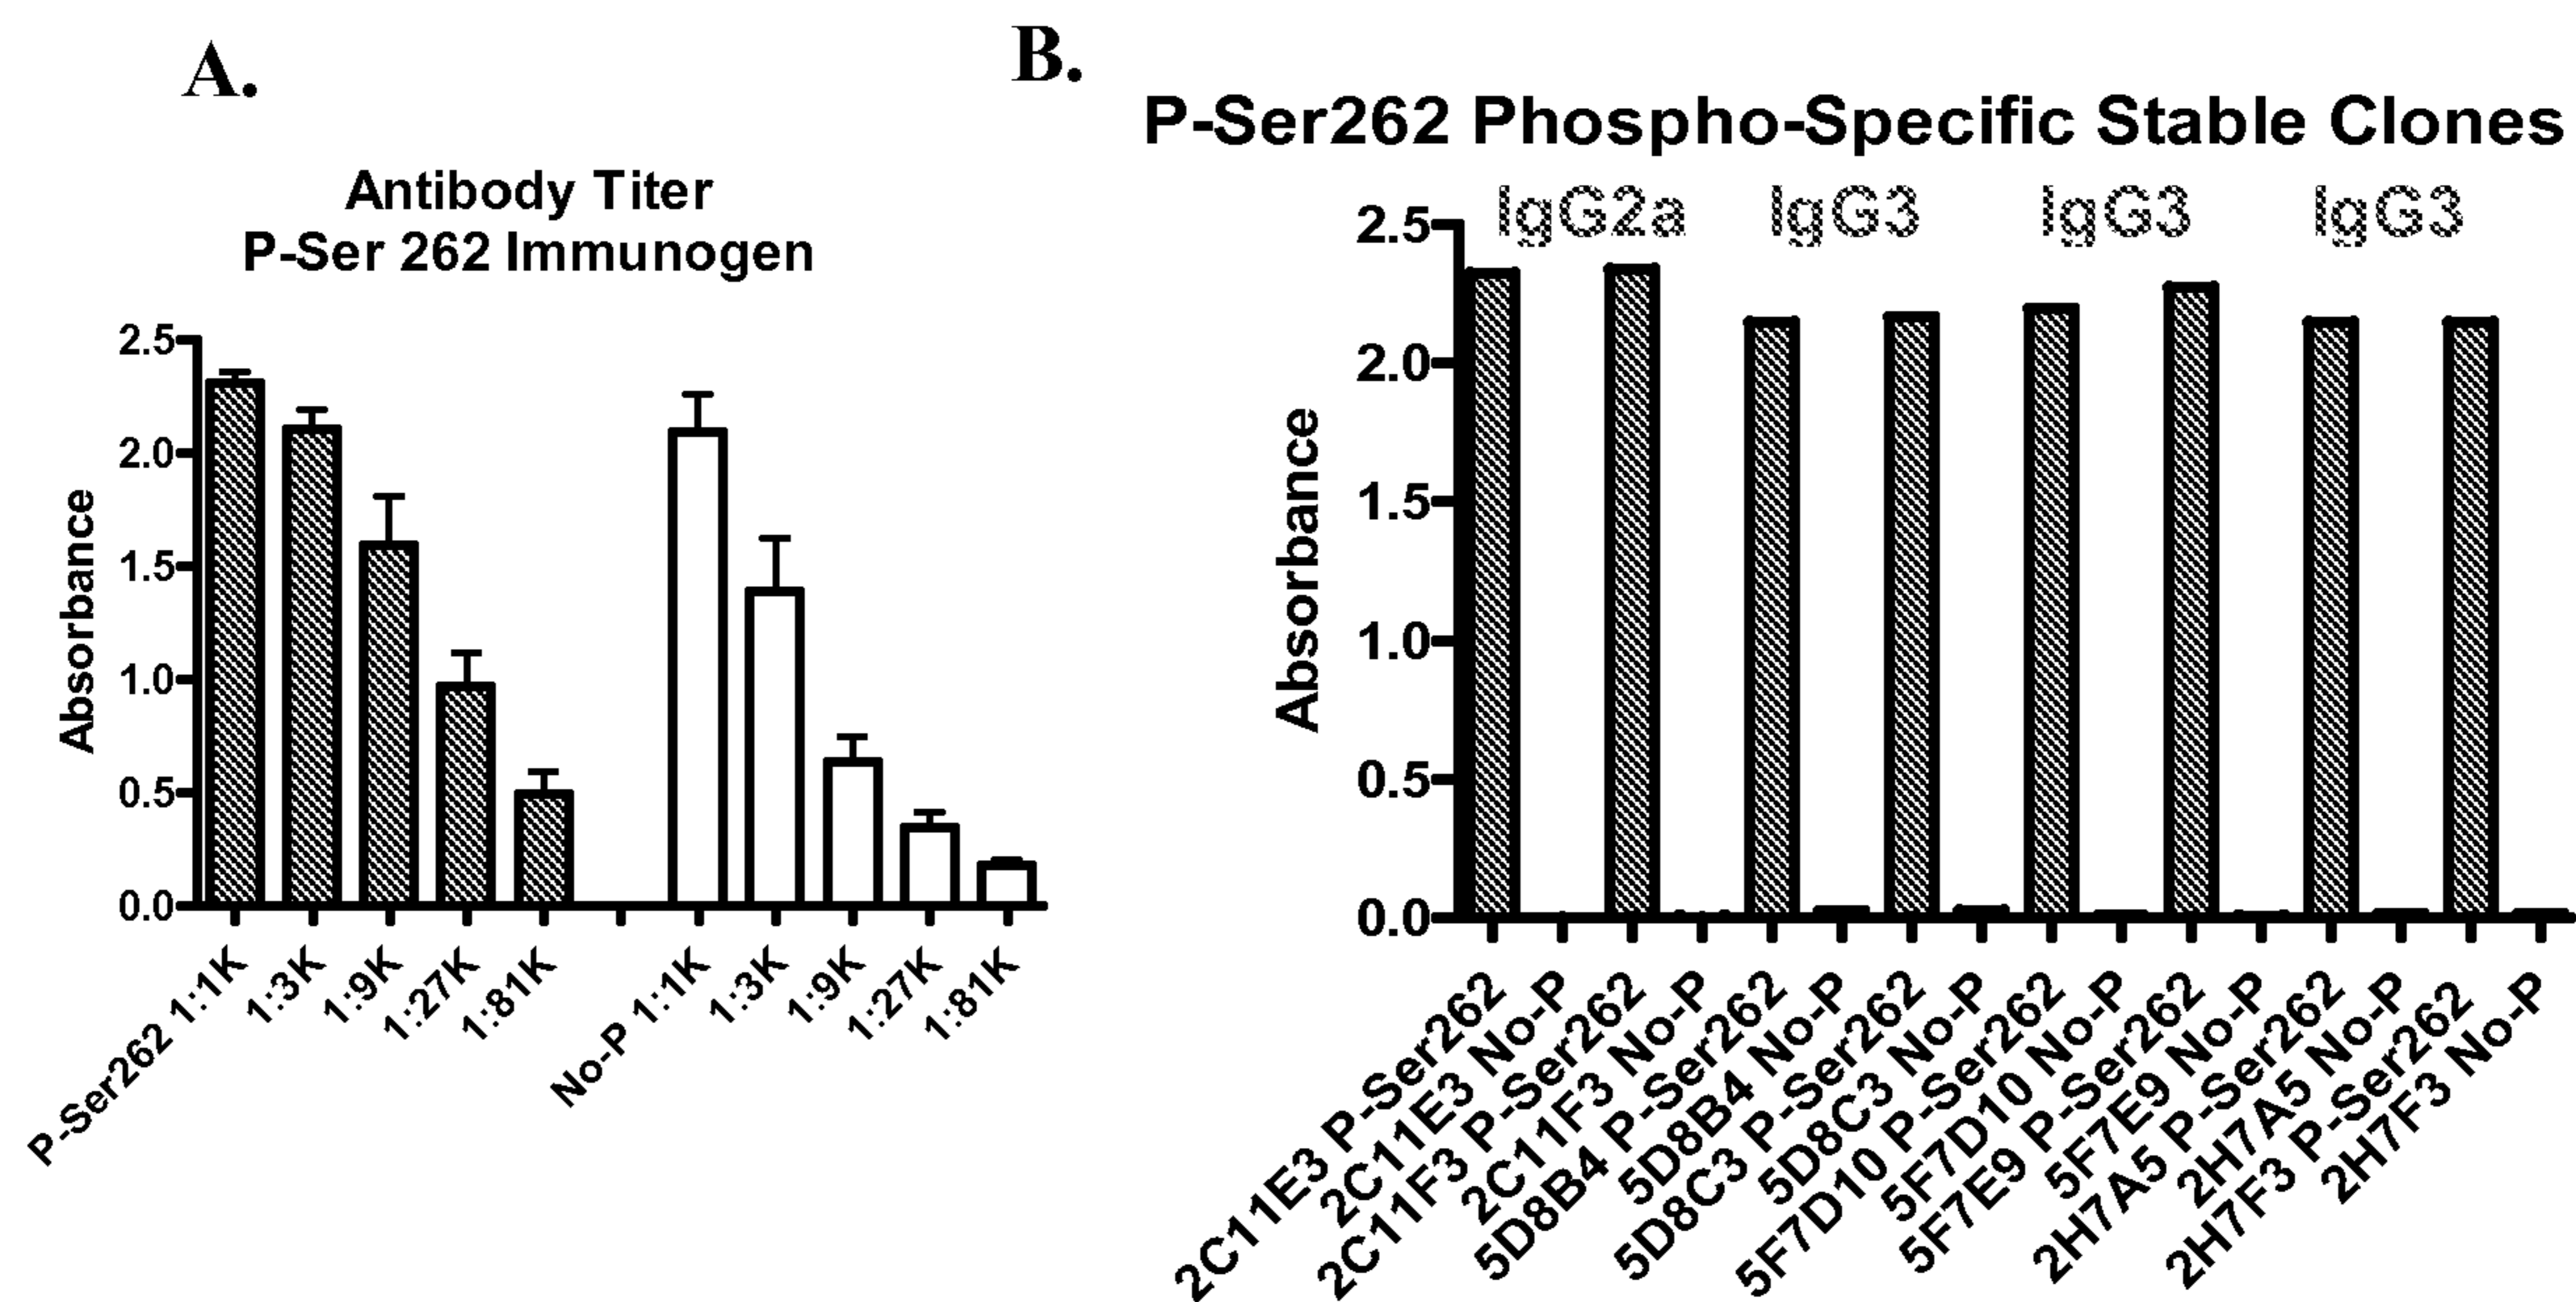 A.
Antibody Titer
P-Ser 262 Immunogen
Absorbance
2.5
2.0
1.5
1.0
0.5
0.0
P-Ser262 1:1K
1:3K
1:9K
1:27K
1:81K
No-P 1:1K
1:3K
1:9K
1:27K
1:81K
B.
P-Ser262 Phospho-Specific Stable Clones
IgG2a IgG3 IgG3 IgG3
Absorbance
2.5
2.0
1.5
1.0
0.5
0.0
2C11E3 P-Ser262
2C11E3 No-P
2C11F3 P-Ser262
2C11F3 No-P
5D8B4 P-Ser262
5D8B4 No-P
5D8C3 P-Ser262
5D8C3 No-P
5F7D10 P-Ser262
5F7D10 No-P
5F7E9 P-Ser262
5F7E9 No-P
2H7A5 P-Ser262
2H7A5 No-P
2H7F3 P-Ser262
2H7F3 No-P